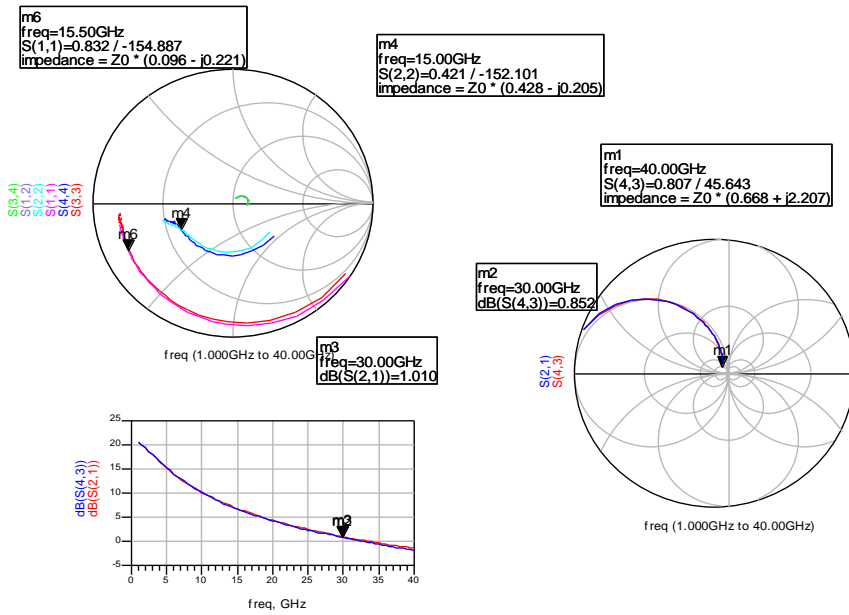 m6
freq=15.50GHz
S(1,1)=0.832 / -154.887
impedance = Z0 * (0.096 - j0.221)
m4
freq=15.00GHz
S(2,2)=0.421 / -152.101
impedance = Z0 * (0.428 - j0.205)
m1
freq=40.00GHz
S(4,3)=0.807 / 45.643
impedance = Z0 * (0.668 + j2.207)
S(3,4)
S(1,2)
S(2,2)
S(1,1)
S(4,4)
S(3,3)
m4
m6
freq (1.000GHz to 40.00GHz)
m2
freq=30.00GHz
dB(S(4,3))=0.852
m1
S(2,1)
S(4,3)
freq (1.000GHz to 40.00GHz)
m3
freq=30.00GHz
dB(S(2,1))=1.010
25
20
15
10
5
0
-5
dB(S(4,3))
dB(S(2,1))
m3
0 5 10 15 20 25 30 35 40
freq, GHz